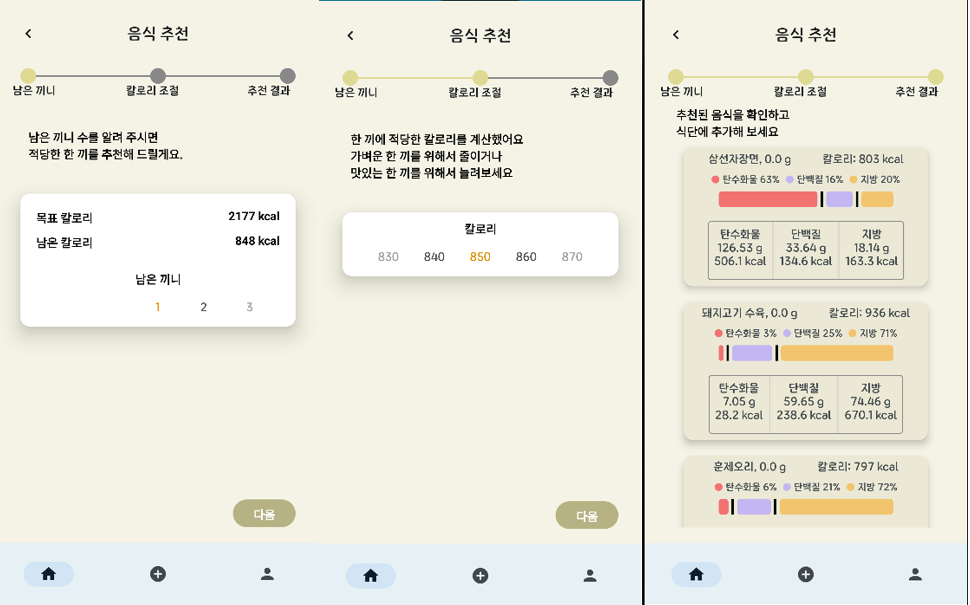 음식 추천
남은 끼니
칼로리 조절
추천 결과
남은 끼니 수를 알려 주시면
적당한 한 끼를 추천해 드릴게요.
목표 칼로리 2177 kcal
남은 칼로리 848 kcal
남은 끼니
1 2 3
다음
음식 추천
남은 끼니
칼로리 조절
추천 결과
한 끼에 적당한 칼로리를 계산했어요
가벼운 한 끼를 위해서 줄이거나
맛있는 한 끼를 위해서 늘려보세요
칼로리
830 840 850 860 870
다음
음식 추천
남은 끼니
칼로리 조절
추천 결과
추천된 음식을 확인하고
식단에 추가해 보세요
삼선자장면, 0.0 g 칼로리: 803 kcal
탄수화물 63% 단백질 16% 지방 20%
탄수화물 단백질 지방
126.53 g 33.64 g 18.14 g
506.1 kcal 134.6 kcal 163.3 kcal
돼지고기 수육, 0.0 g 칼로리: 936 kcal
탄수화물 3% 단백질 25% 지방 71%
탄수화물 단백질 지방
7.05 g 59.65 g 74.46 g
28.2 kcal 238.6 kcal 670.1 kcal
훈제오리, 0.0 g 칼로리: 797 kcal
탄수화물 6% 단백질 21% 지방 72%